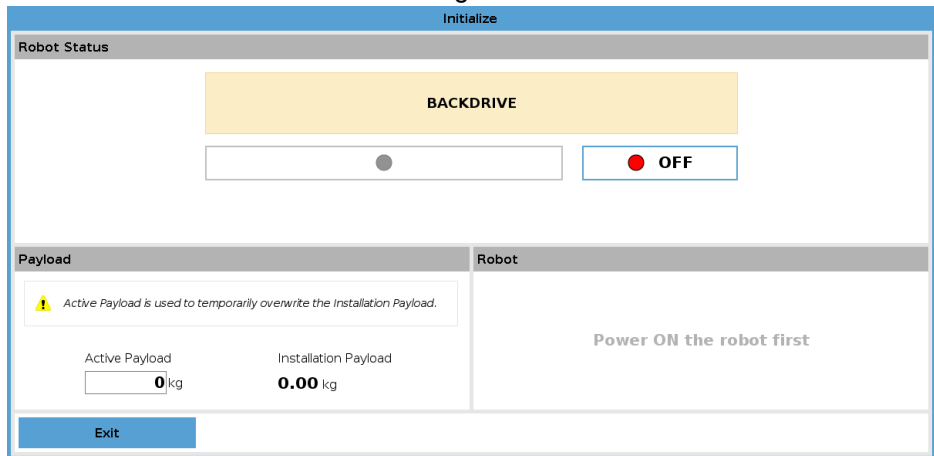 Initialize
Robot Status
BACKDRIVE
OFF
Payload
Active Payload is used to temporarily overwrite the Installation Payload.
Active Payload
0 kg
Installation Payload
0.00 kg
Robot
Power ON the robot first
Exit